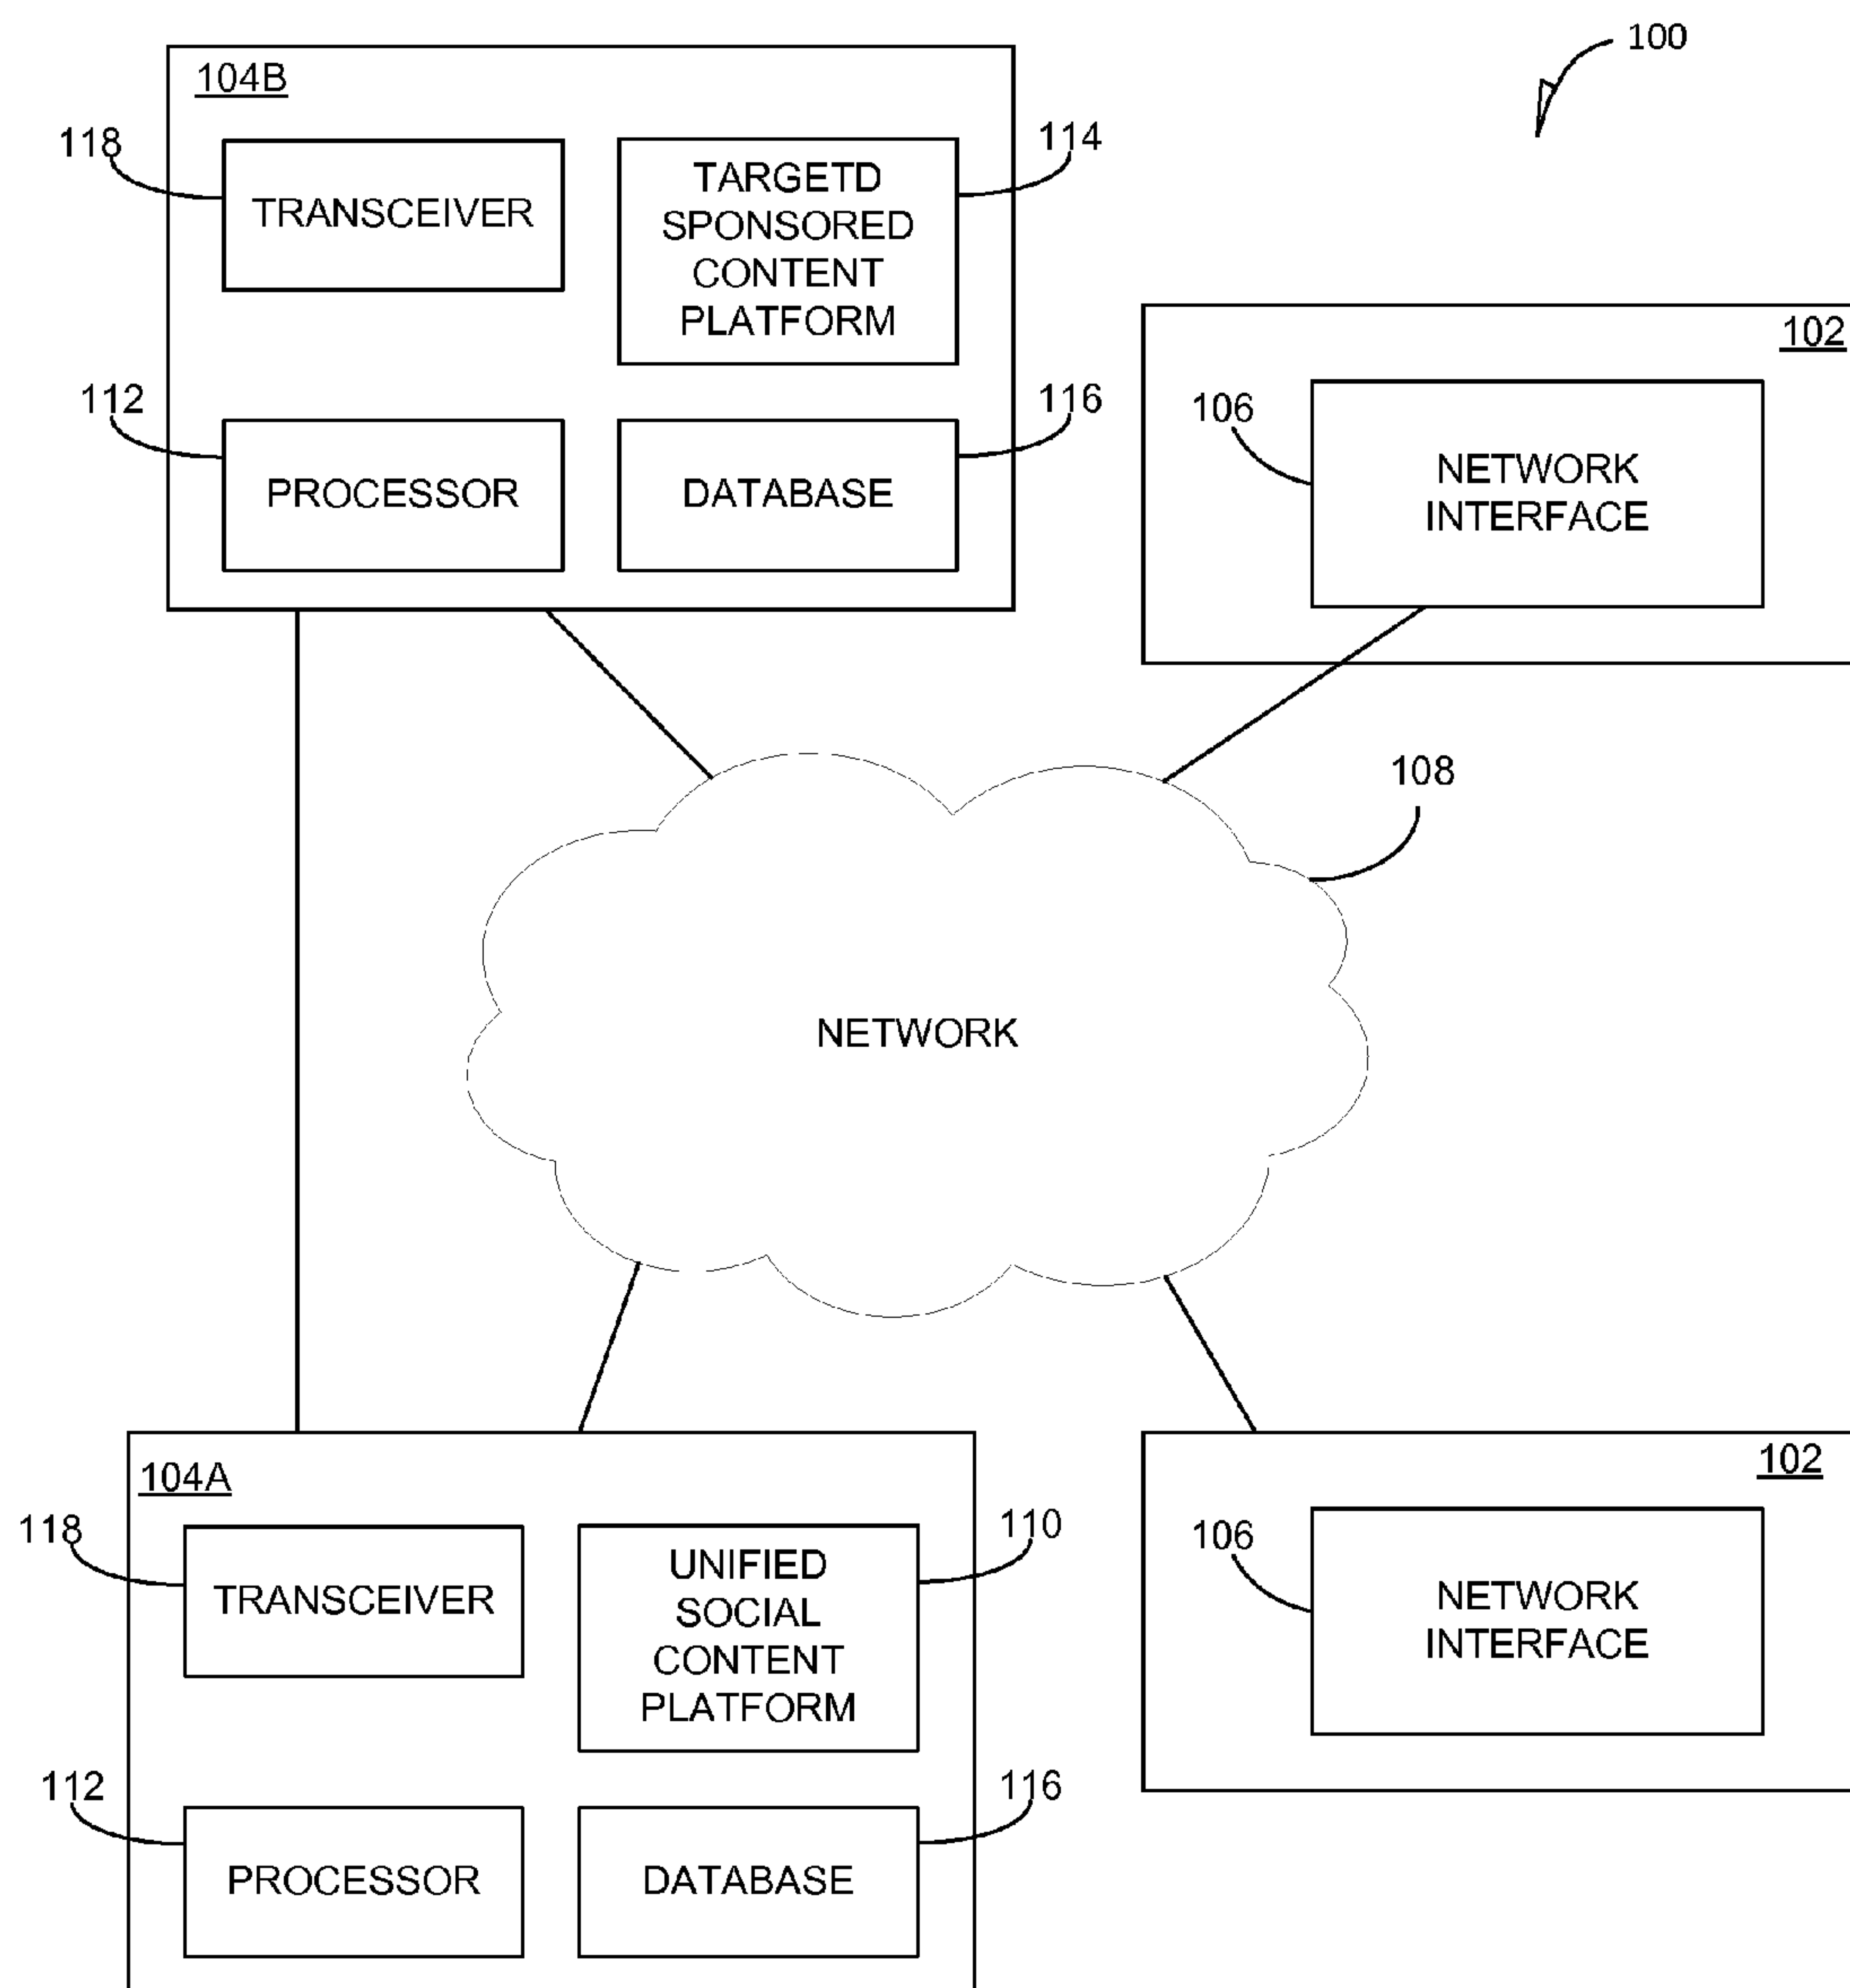 100
104B
118
TRANSCEIVER
114
TARGETD
SPONSORED
CONTENT
PLATFORM
112
PROCESSOR
116
DATABASE
102
106
NETWORK
INTERFACE
108
NETWORK
104A
118
TRANSCEIVER
110
UNIFIED
SOCIAL
CONTENT
PLATFORM
112
PROCESSOR
116
DATABASE
102
106
NETWORK
INTERFACE